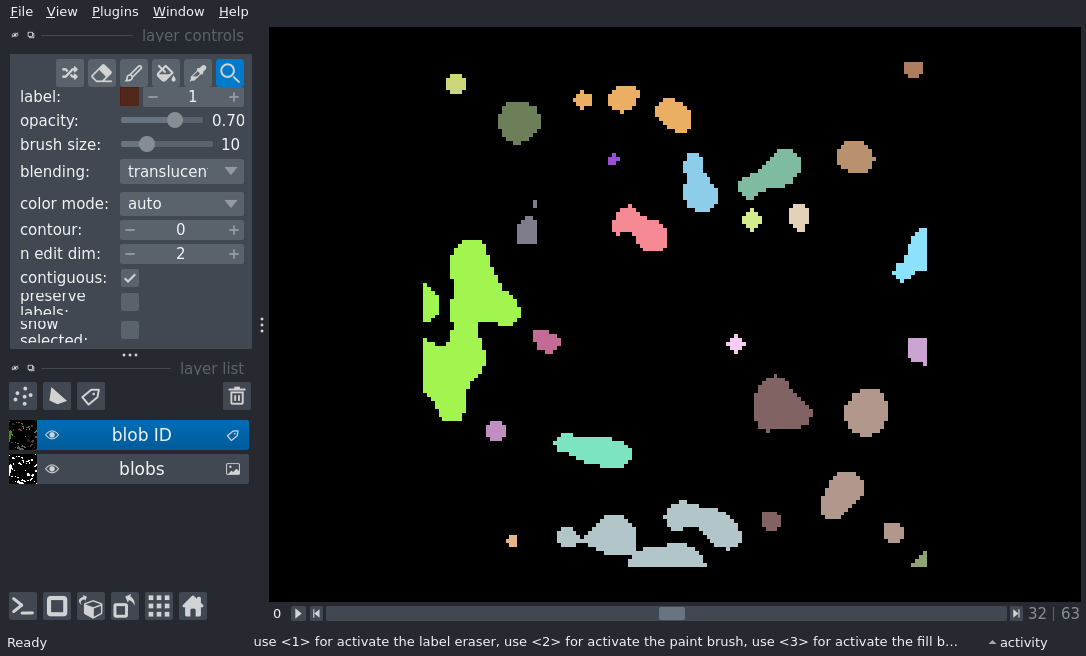 File View Plugins Window Help
layer controls
label: 1
opacity: 0.70
brush size: 10
blending: translucen
color mode: auto
contour: 0
n edit dim: 2
contiguous:
preserve
labels:
show
selected:
layer list
blob ID
blobs
0 32 | 63
Ready use <1> for activate the label eraser, use <2> for activate the paint brush, use <3> for activate the fill b... activity